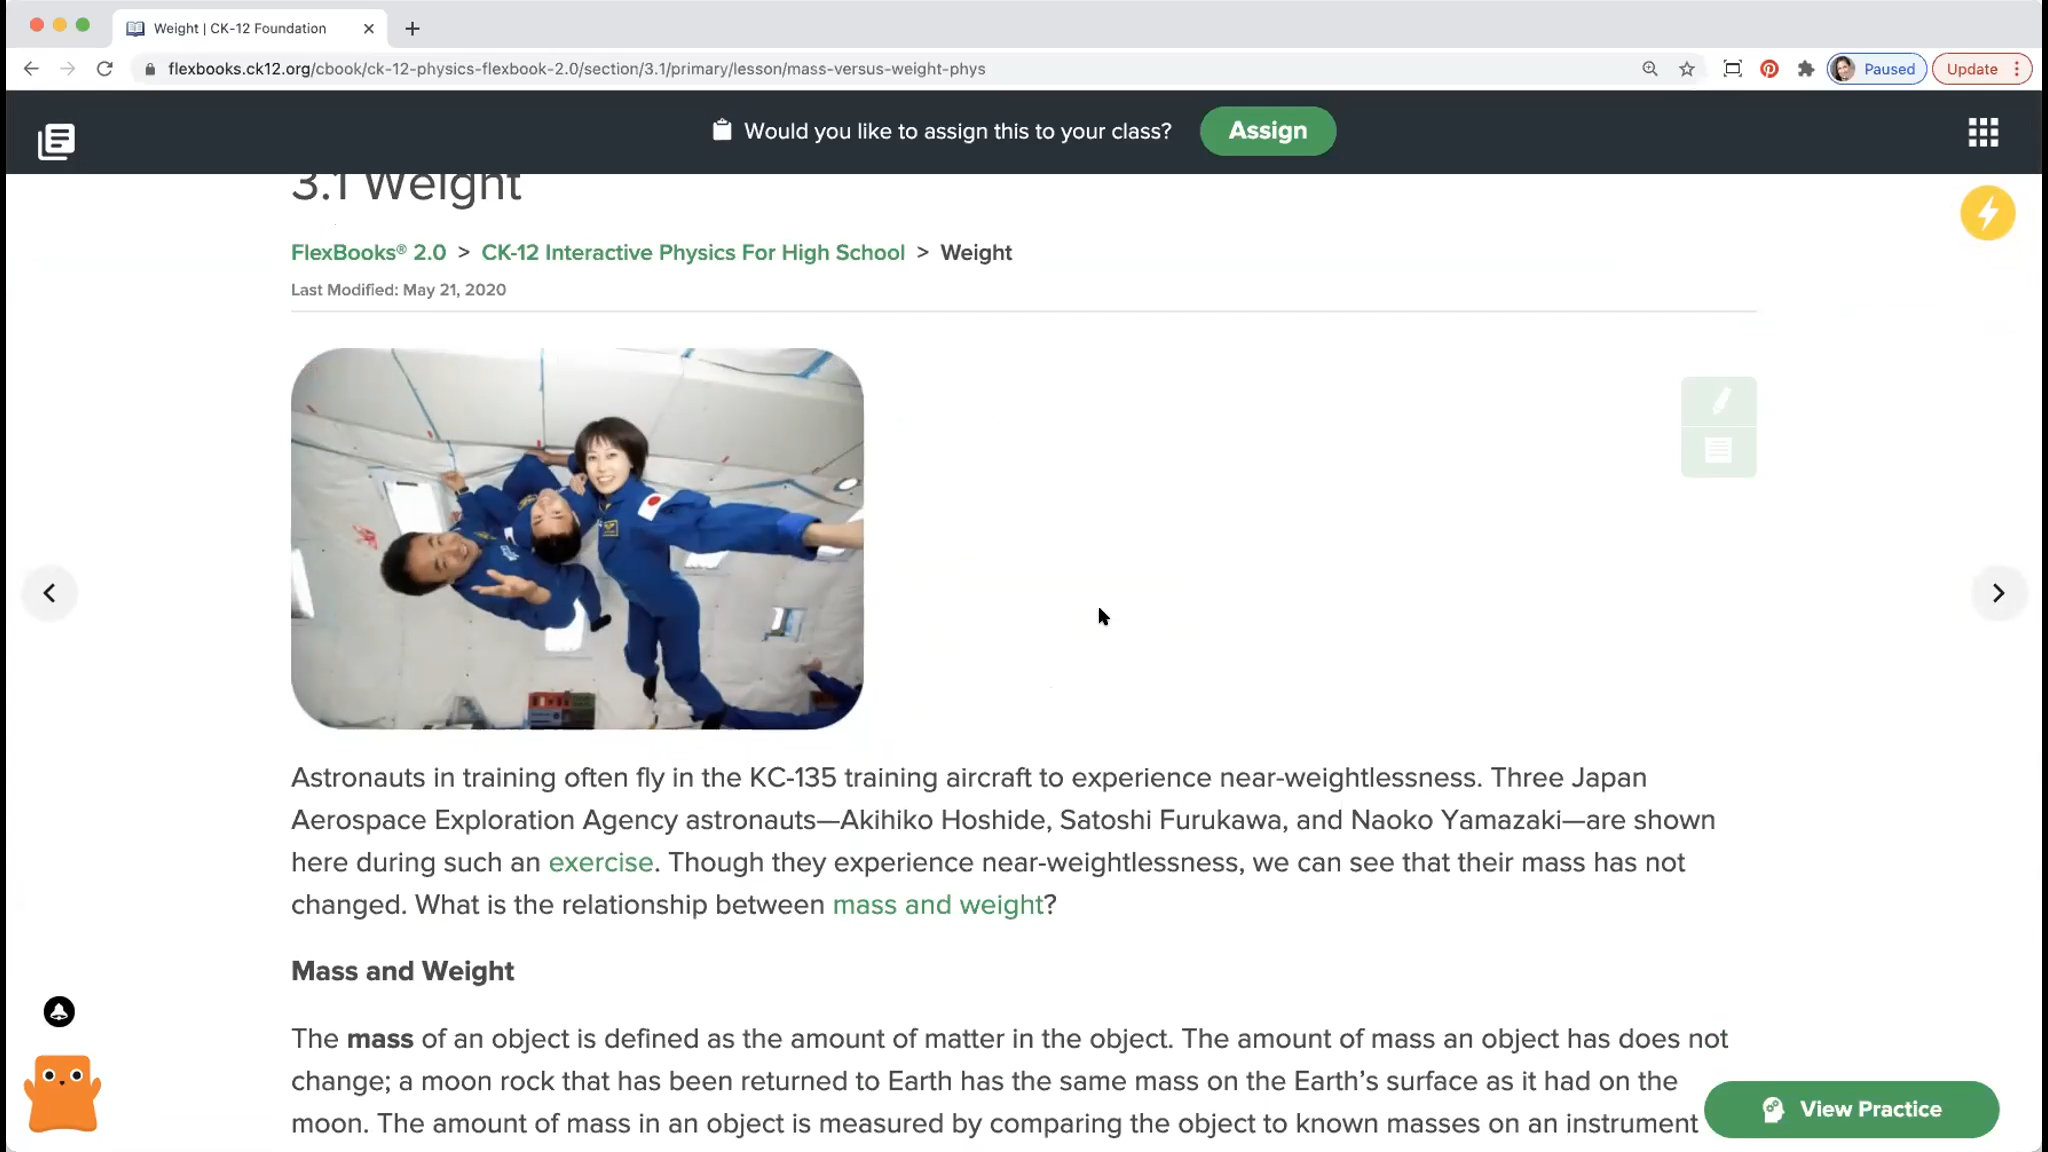 Weight | CK-12 Foundation
flexbooks.ck12.org/cbook/ck-12-physics-flexbook-2.0/section/3.1/primary/lesson/mass-versus-weight-phys
Paused
Update
Would you like to assign this to your class?
Assign
3.1 Weight
FlexBooks® 2.0 > CK-12 Interactive Physics For High School > Weight
Last Modified: May 21, 2020
Astronauts in training often fly in the KC-135 training aircraft to experience near-weightlessness. Three Japan
Aerospace Exploration Agency astronauts—Akihiko Hoshide, Satoshi Furukawa, and Naoko Yamazaki—are shown
here during such an exercise. Though they experience near-weightlessness, we can see that their mass has not
changed. What is the relationship between mass and weight?
Mass and Weight
The mass of an object is defined as the amount of matter in the object. The amount of mass an object has does not
change; a moon rock that has been returned to Earth has the same mass on the Earth's surface as it had on the
moon. The amount of mass in an object is measured by comparing the object to known masses on an instrument
View Practice